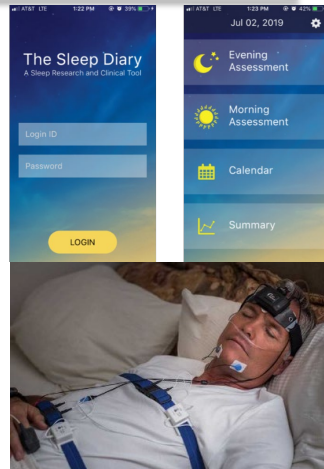 AT&T LTE 1:22 PM 39%
The Sleep Diary
A Sleep Research and Clinical Tool
Login ID
Password
LOGIN
AT&T LTE 1:23 PM 42%
Jul 02, 2019
Evening
Assessment
Morning
Assessment
Calendar
Summary